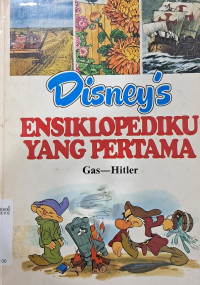 Disney's
ENSIKLOPEDIKU
YANG PERTAMA
Gas—Hitler